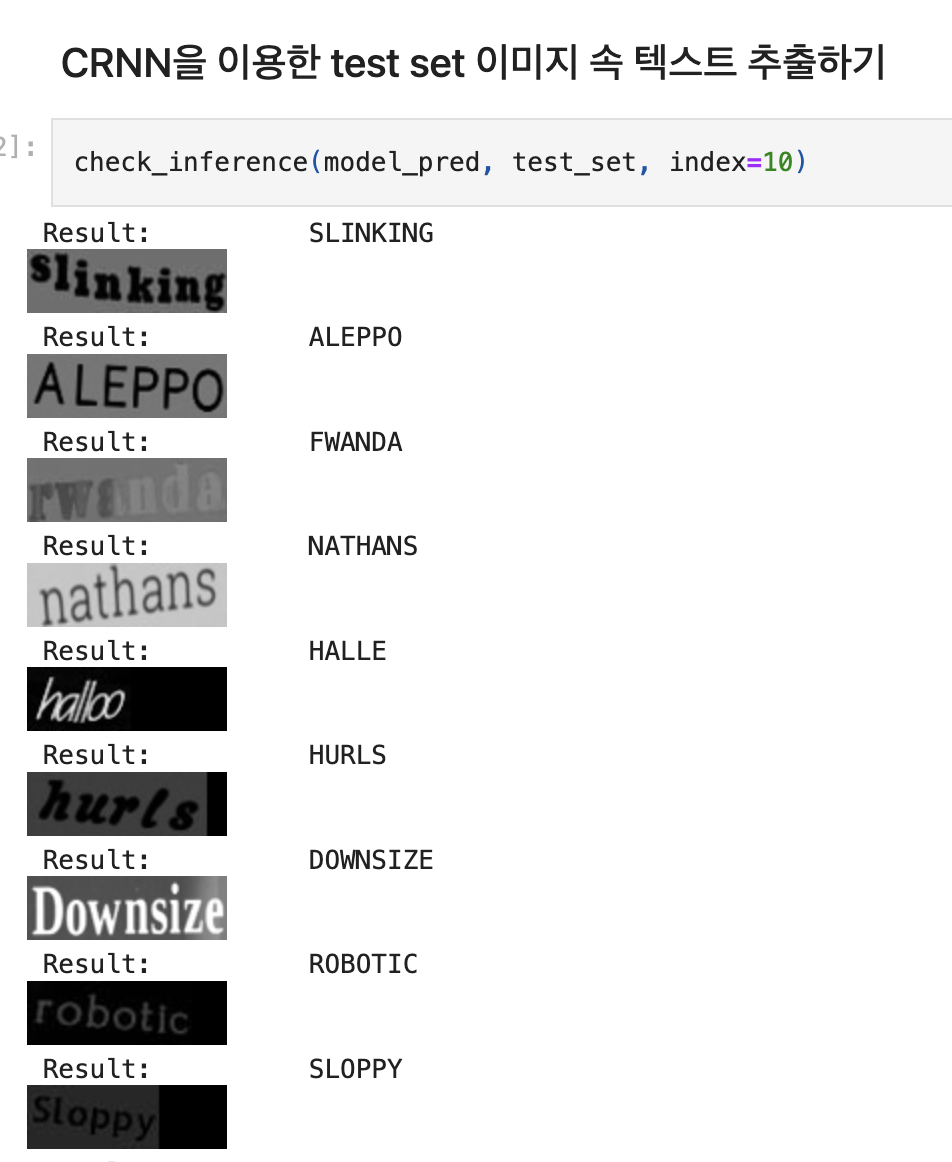 CRNN을 이용한 test set 이미지 속 텍스트 추출하기
2]:
check_inference(model_pred, test_set, index=10)
Result: SLINKING
slinking
Result: ALEPPO
ALEPPO
Result: FWANDA
rwanda
Result: NATHANS
nathans
Result: HALLE
halloo
Result: HURLS
hurls
Result: DOWNSIZE
Downsize
Result: ROBOTIC
robotic
Result: SLOPPY
Sloppy